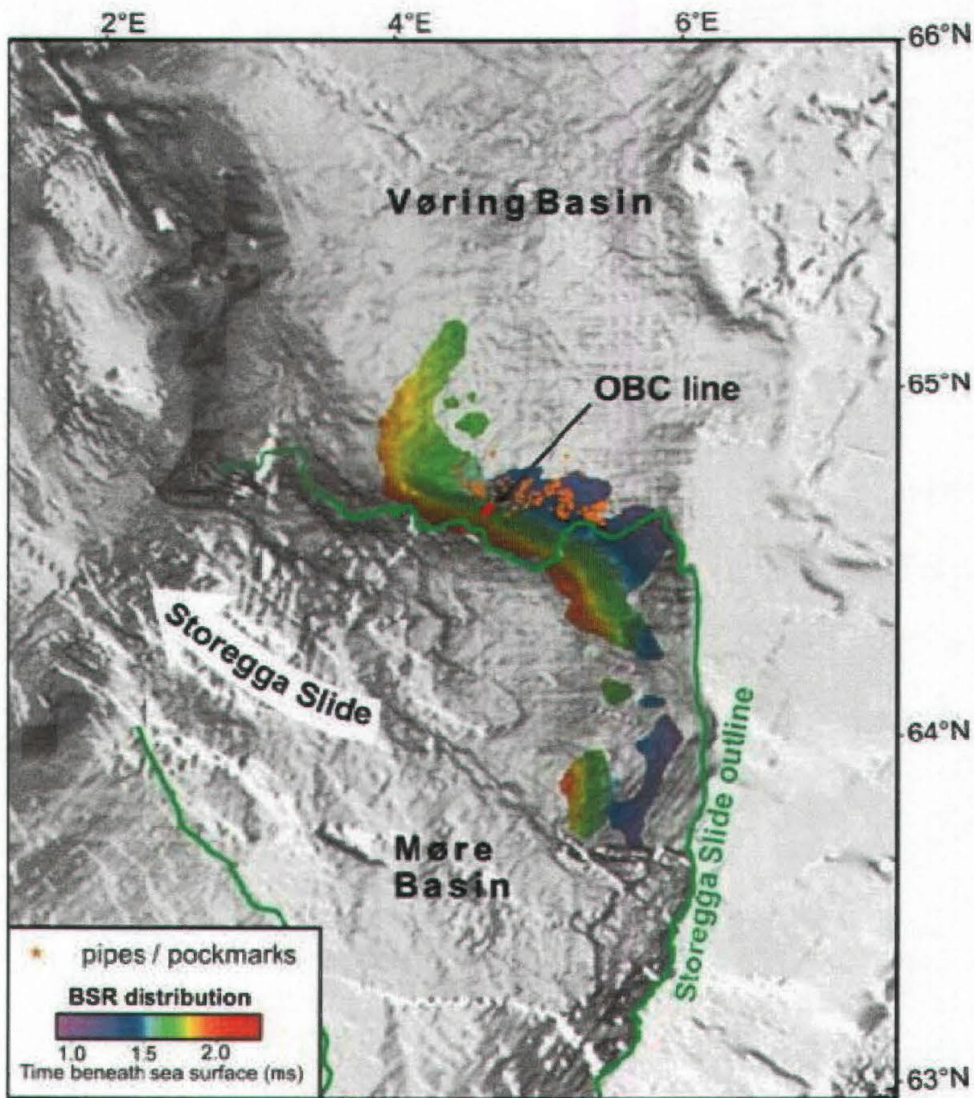 2°E
4°E
6°E
66°N
Vøring Basin
65°N
OBC line
Storegga Slide
64°N
Storegga Slide outline
Møre
Basin
pipes / pockmarks
BSR distribution
1.0 1.5 2.0
Time beneath sea surface (ms)
63°N